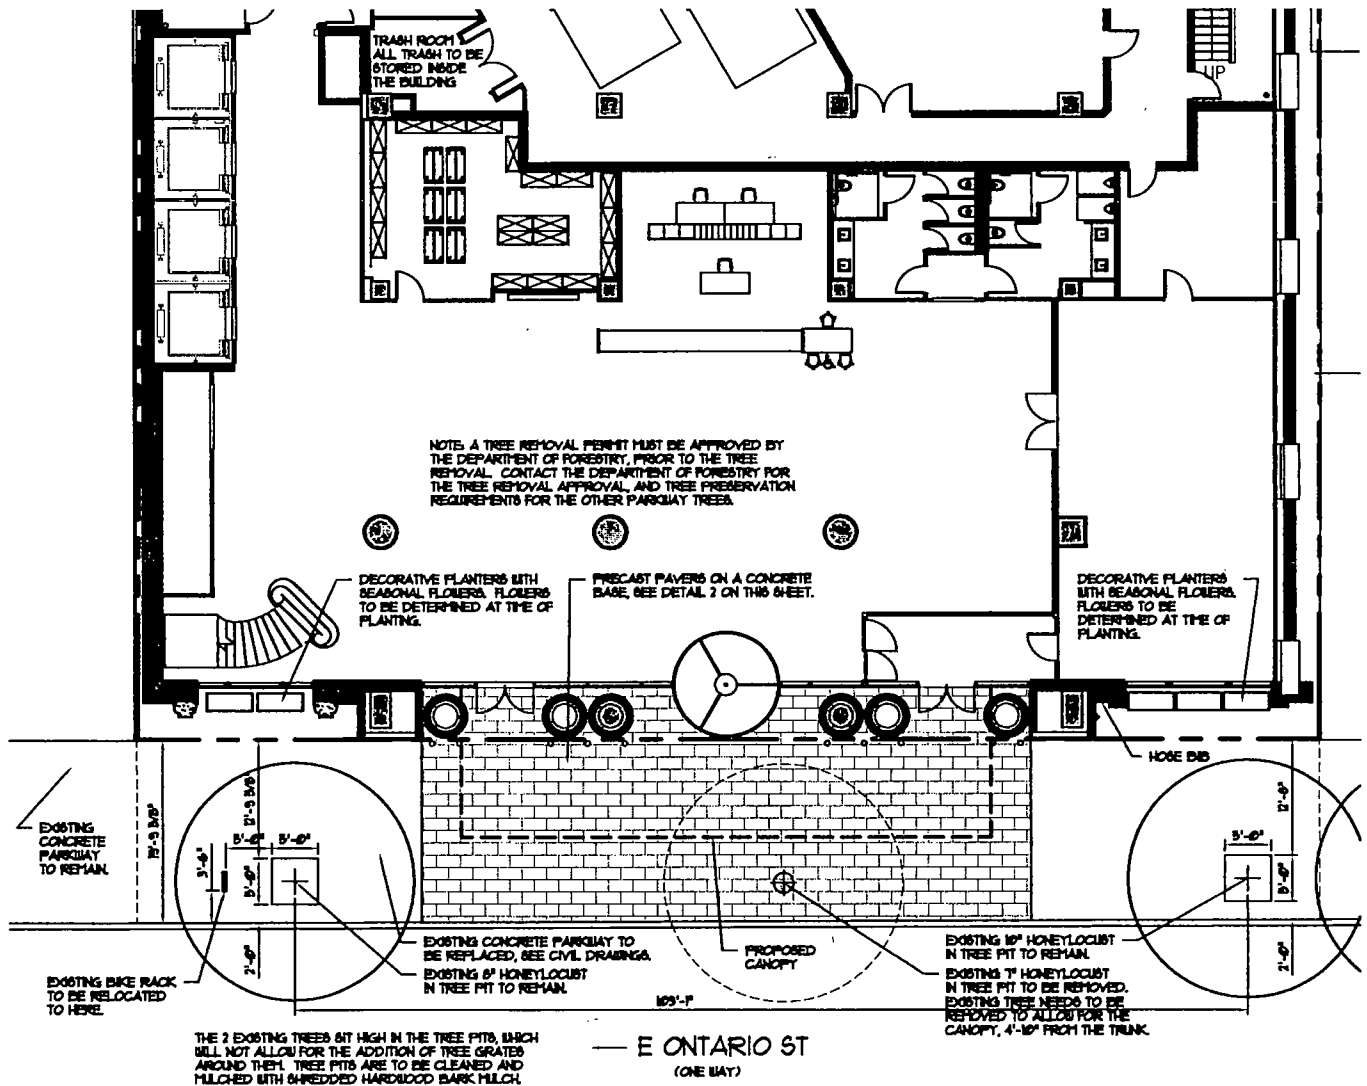 TRASH ROOM
ALL TRASH TO BE
STORED INSIDE
THE BUILDING
UP
NOTE: A TREE REMOVAL PERMIT MUST BE APPROVED BY
THE DEPARTMENT OF FORESTRY, PRIOR TO THE TREE
REMOVAL. CONTACT THE DEPARTMENT OF FORESTRY FOR
THE TREE REMOVAL APPROVAL, AND TREE PRESERVATION
REQUIREMENTS FOR THE OTHER PARKWAY TREES.
DECORATIVE PLANTERS WITH
SEASONAL FLOWERS. FLOWERS
TO BE DETERMINED AT TIME OF
PLANTING.
PRECAST PAVERS ON A CONCRETE
BASE, SEE DETAIL 2 ON THIS SHEET.
DECORATIVE PLANTERS
WITH SEASONAL FLOWERS.
FLOWERS TO BE
DETERMINED AT TIME OF
PLANTING.
HOSE BIB
EXISTING
CONCRETE
PARKWAY
TO REMAIN.
5'-0"
5'-0"
3'-6"
5'-0"
2'-0"
12'-6"
5'-0"
5'-0"
2'-0"
EXISTING BIKE RACK
TO BE RELOCATED
TO HERE.
EXISTING CONCRETE PARKWAY TO
BE REPLACED, SEE CIVIL DRAWINGS.
EXISTING 8" HONEYLOCUST
IN TREE PIT TO REMAIN.
PROPOSED
CANOPY
EXISTING 10" HONEYLOCUST
IN TREE PIT TO REMAIN.
EXISTING 7" HONEYLOCUST
IN TREE PIT TO BE REMOVED.
EXISTING TREE NEEDS TO BE
REMOVED TO ALLOW FOR THE
CANOPY, 4'-10" FROM THE TRUNK.
103'-1"
THE 2 EXISTING TREES SIT HIGH IN THE TREE PITS, WHICH
WILL NOT ALLOW FOR THE ADDITION OF TREE GRATES
AROUND THEM. TREE PITS ARE TO BE CLEANED AND
MULCHED WITH SHREDDED HARDWOOD BARK MULCH.
E ONTARIO ST
(ONE WAY)